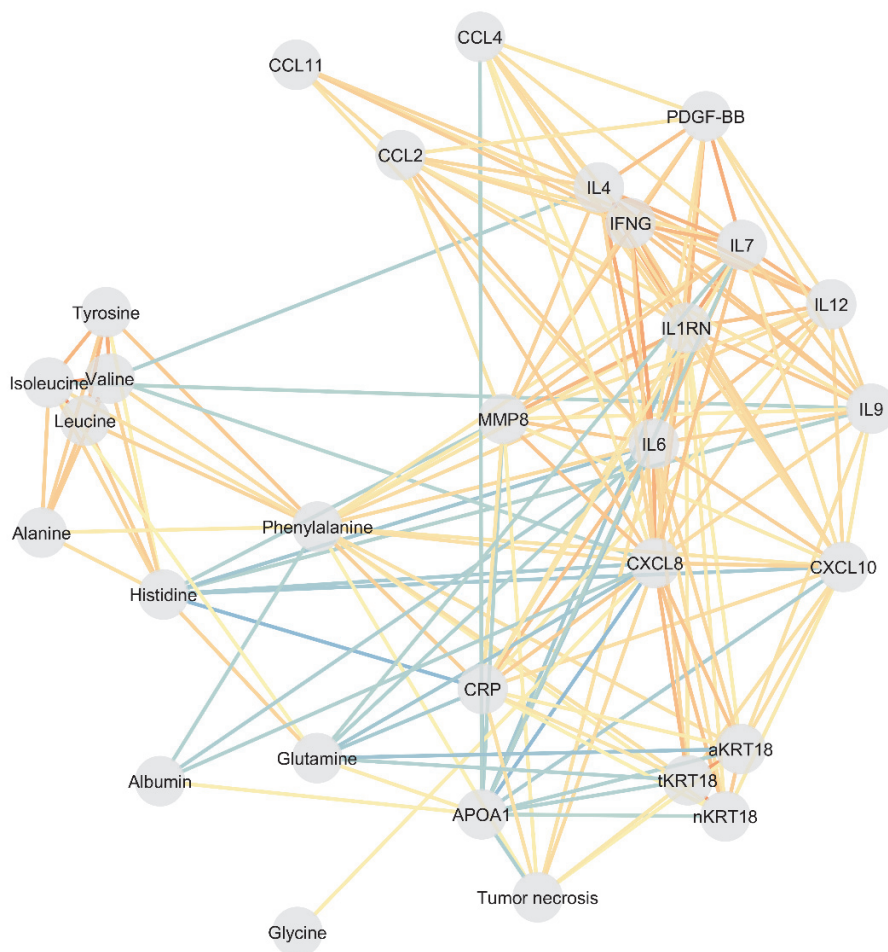 CCL4
CCL11
PDGF-BB
CCL2
IL4
IFNG
IL7
IL12
Tyrosine
IL1RN
Isoleucine
Valine
IL9
Leucine
MMP8
IL6
Alanine
Phenylalanine
CXCL8
CXCL10
Histidine
CRP
aKRT18
Glutamine
Albumin
tKRT18
APOA1
nKRT18
Tumor necrosis
Glycine